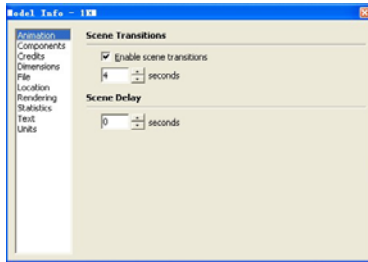 Model Info - 1KM
Animation
Components
Credits
Dimensions
File
Location
Rendering
Statistics
Text
Units
Scene Transitions
Enable scene transitions
4 seconds
Scene Delay
0 seconds